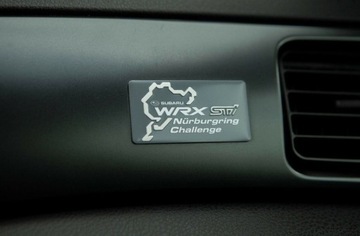 SUBARU
WRX STI
Nürburgring
Challenge